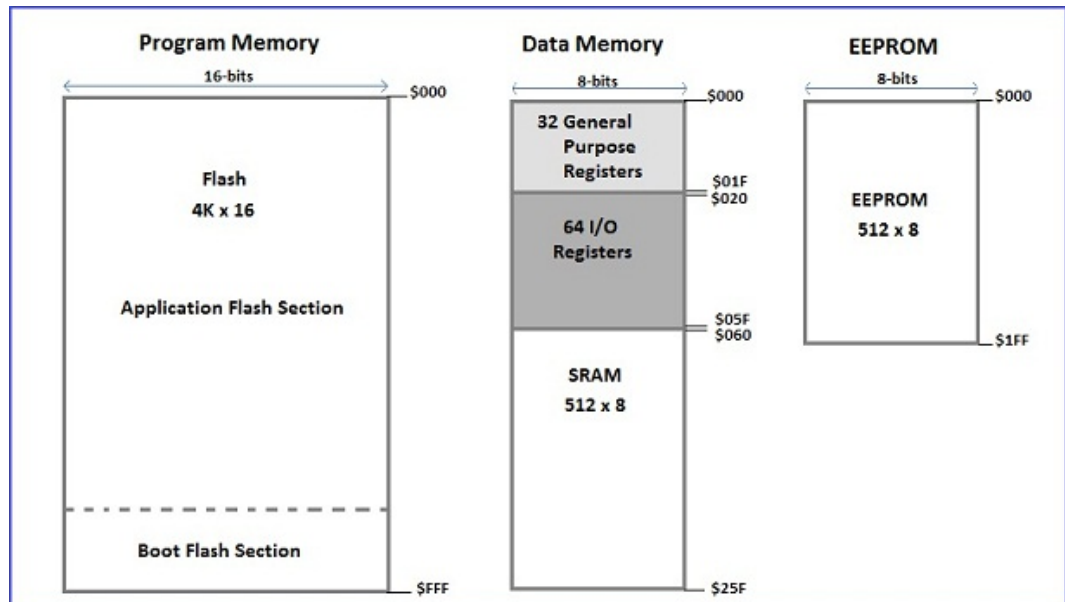 Program Memory
16-bits
$000
Flash
4K x 16
Application Flash Section
Boot Flash Section
$FFF
Data Memory
8-bits
$000
32 General
Purpose
Registers
$01F
$020
64 I/O
Registers
$05F
$060
SRAM
512 x 8
$25F
EEPROM
8-bits
$000
EEPROM
512 x 8
$1FF